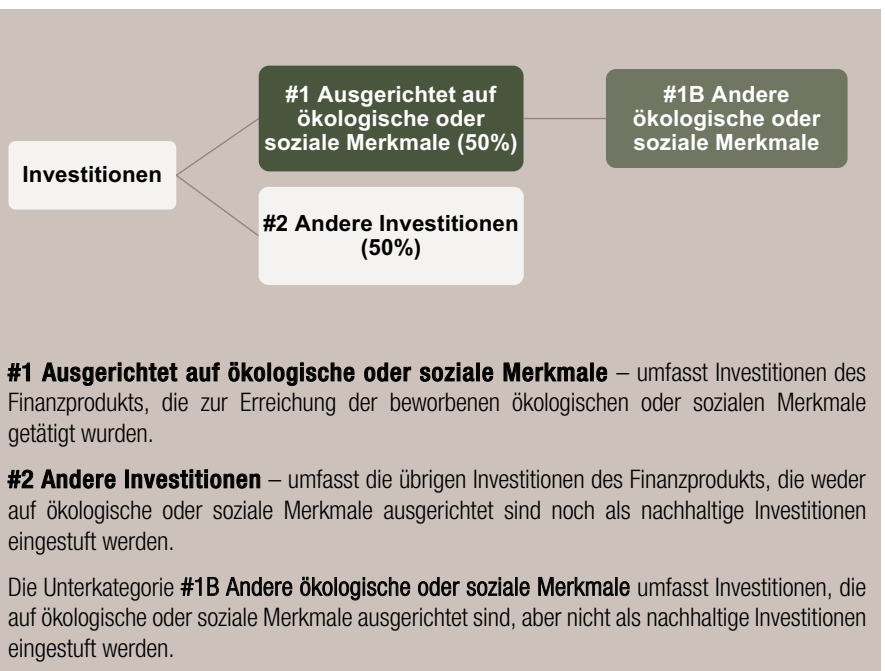 #1 Ausgerichtet auf
ökologische oder
soziale Merkmale (50%)
#1B Andere
ökologische oder
soziale Merkmale
Investitionen
#2 Andere Investitionen
(50%)
#1 Ausgerichtet auf ökologische oder soziale Merkmale – umfasst Investitionen des
Finanzprodukts, die zur Erreichung der beworbenen ökologischen oder sozialen Merkmale
getätigt wurden.
#2 Andere Investitionen – umfasst die übrigen Investitionen des Finanzprodukts, die weder
auf ökologische oder soziale Merkmale ausgerichtet sind noch als nachhaltige Investitionen
eingestuft werden.
Die Unterkategorie #1B Andere ökologische oder soziale Merkmale umfasst Investitionen, die
auf ökologische oder soziale Merkmale ausgerichtet sind, aber nicht als nachhaltige Investitionen
eingestuft werden.